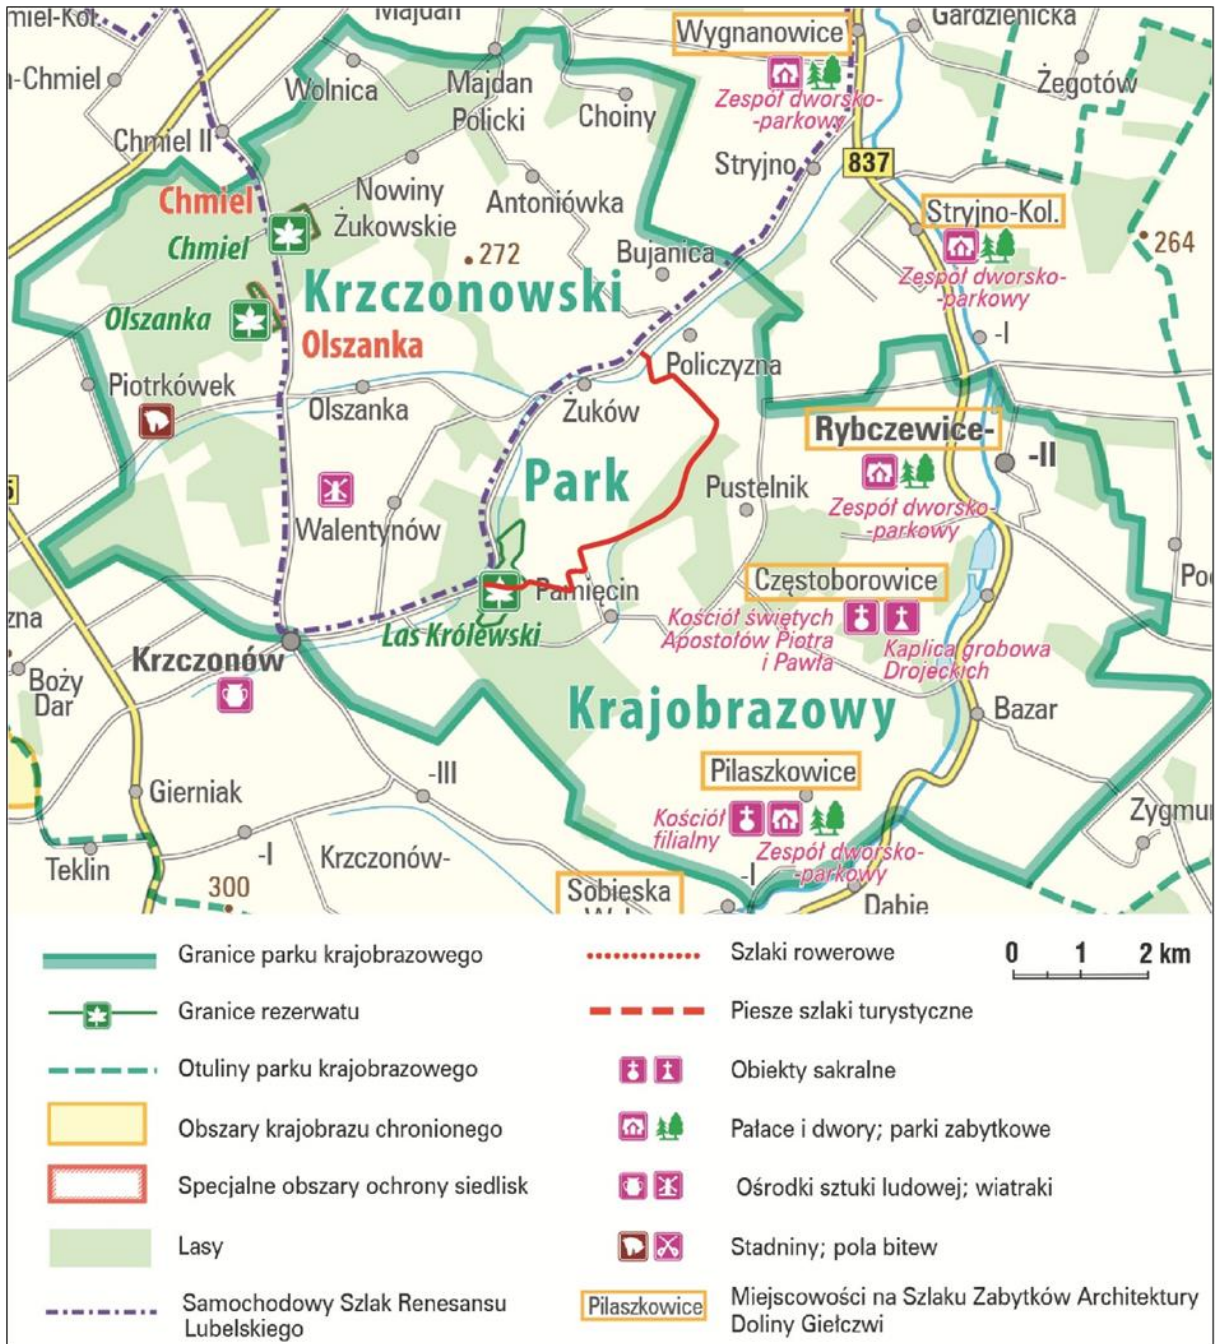 miel-Kol.
Majdan
Wygnanowice
Gardzienicka
n-Chmiel
Wolnica
Majdan
Policki
Choiny
Zespół dworsko-
-parkowy
Żegotów
Chmiel II
Stryjno
837
Chmiel
Nowiny
Żukowskie
Antoniówka
Stryjno-Kol.
Chmiel
272
Bujanica
264
Zespół dworsko-
-parkowy
Krzczonowski
Olszanka
Olszanka
-I
Policzyzna
Piotrkówek
Olszanka
Żuków
Rybczewice-
-II
Park
Pustelnik
Zespół dworsko-
-parkowy
Walentynów
Częstoborowice
Pamięcin
Kościół świętych
Apostołów Piotra
i Pawła
Kaplica grobowa
Drojeckich
Las Królewski
zna
Krzczonów
Boży
Dar
Krajobrazowy
Bazar
-III
Pilaszkowice
Gierniak
Kościół
filialny
Zespół dworsko-
-parkowy
Zygmu
Teklin
-I
Krzczonów-
-I
300
Sobieska
Dąbie
Granice parku krajobrazowego
Szlaki rowerowe
0 1 2 km
Granice rezerwatu
Piesze szlaki turystyczne
Otuliny parku krajobrazowego
Obiekty sakralne
Obszary krajobrazu chronionego
Pałace i dwory; parki zabytkowe
Specjalne obszary ochrony siedlisk
Ośrodki sztuki ludowej; wiatraki
Lasy
Stadniny; pola bitew
Samochodowy Szlak Renesansu
Lubelskiego
Pilaszkowice
Miejscowości na Szlaku Zabytków Architektury
Doliny Giełczwi